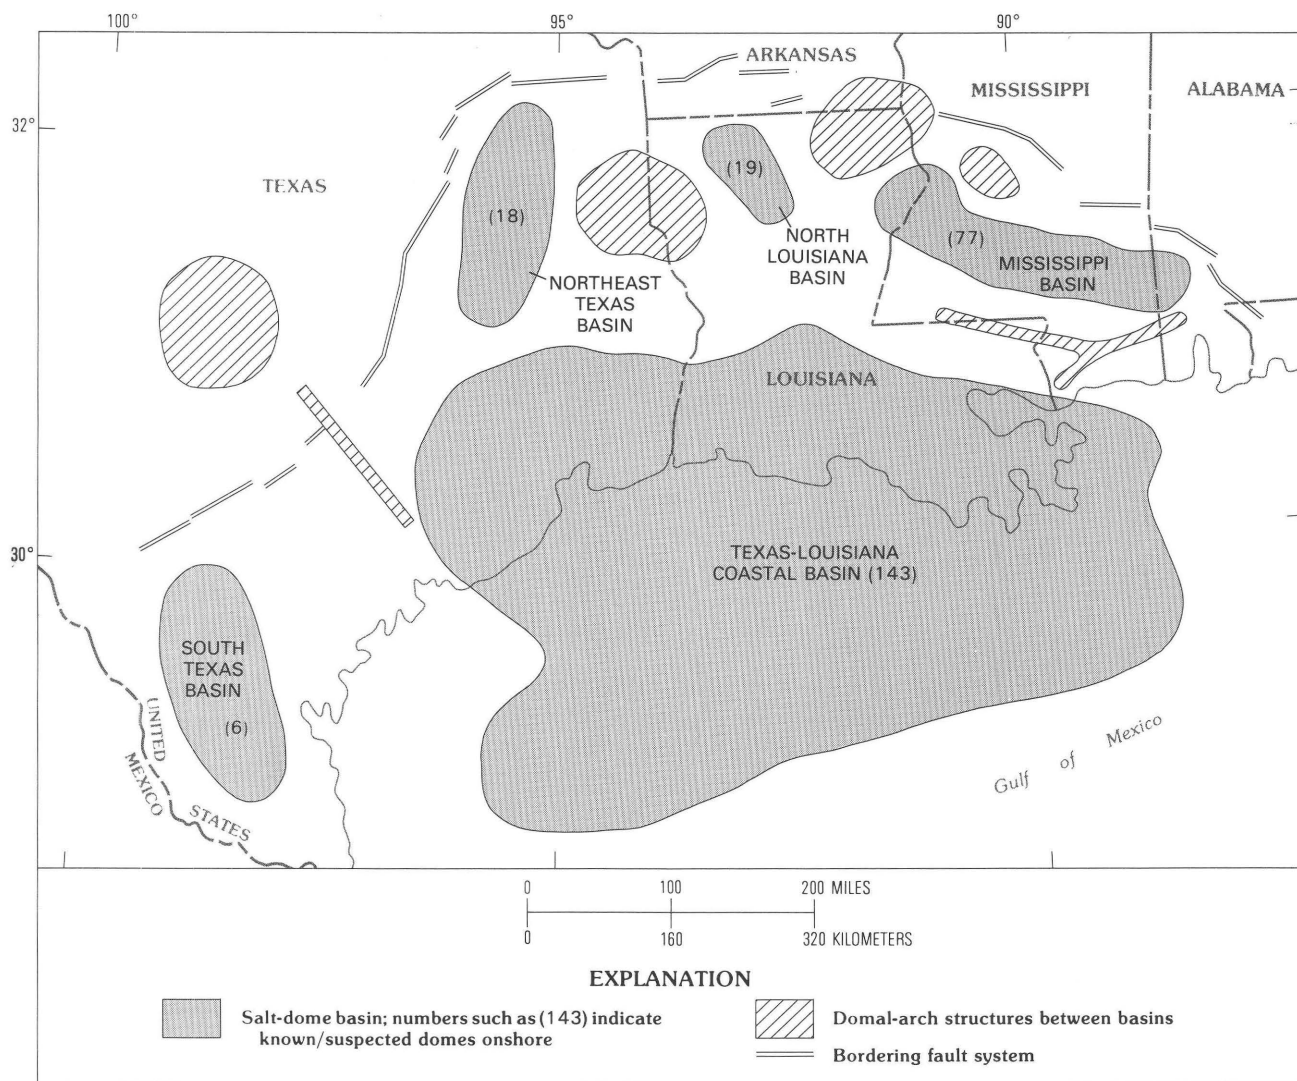 100°
95°
90°
ARKANSAS
MISSISSIPPI
ALABAMA
32°
TEXAS
(18)
(19)
(77)
NORTHEAST
TEXAS
BASIN
NORTH
LOUISIANA
BASIN
MISSISSIPPI
BASIN
LOUISIANA
30°
TEXAS-LOUISIANA
COASTAL BASIN (143)
SOUTH
TEXAS
BASIN
(6)
UNITED
STATES
MEXICO
Gulf of Mexico
0 100 200 MILES
0 160 320 KILOMETERS
EXPLANATION
Salt-dome basin; numbers such as (143) indicate
known/suspected domes onshore
Domal-arch structures between basins
Bordering fault system